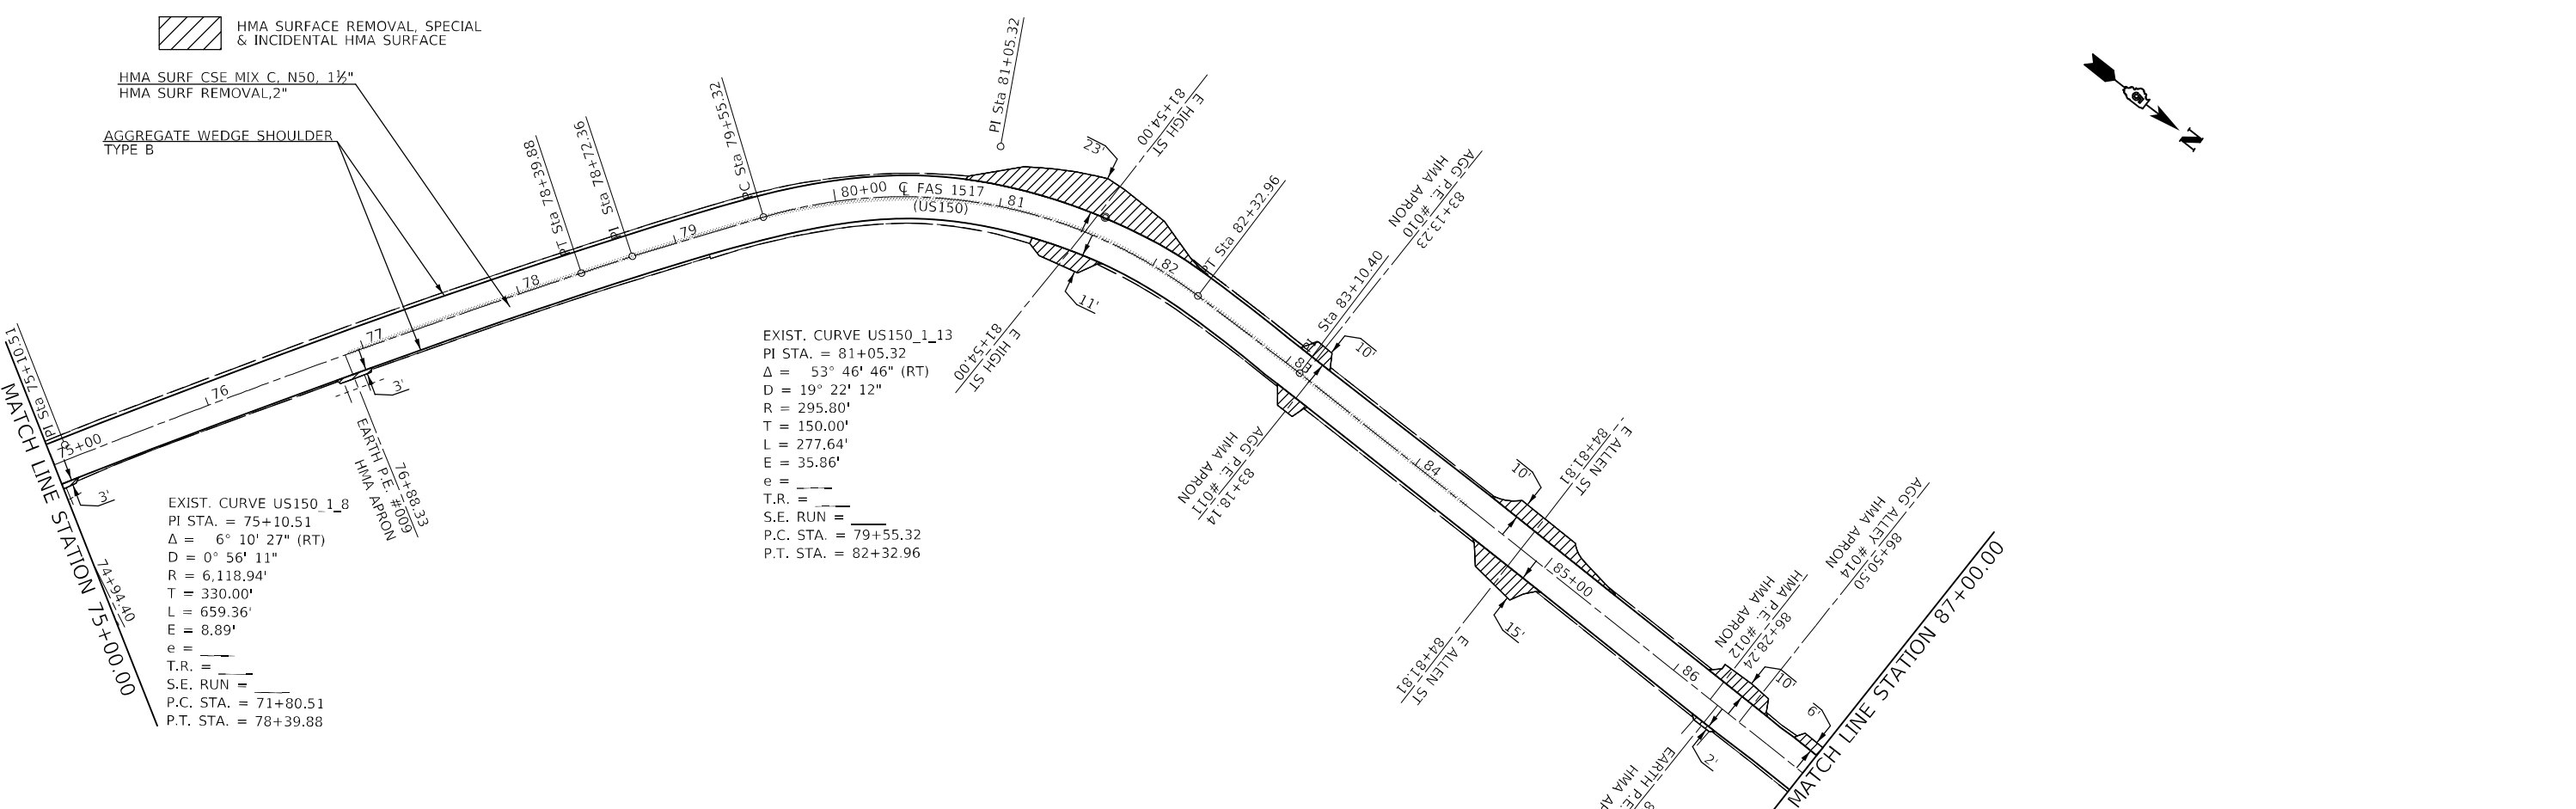 HMA SURFACE REMOVAL, SPECIAL
& INCIDENTAL HMA SURFACE
HMA SURF CSE MIX C, N50, 1½"
HMA SURF REMOVAL,2"
AGGREGATE WEDGE SHOULDER
TYPE B
PI Sta 75+10.51
MATCH LINE STATION 75+00.00
74+94.40
3'
75+00
76
77
3'
76+88.33
EARTH P.E. #009
HMA APRON
78
PT Sta 78+39.88
PI Sta 78+72.36
79
PC Sta 79+55.32
80+00
℄ FAS 1517
(US150)
81
PI Sta 81+05.32
23'
81+54.00
E HIGH ST
11'
81+54.00
E HIGH ST
82
PT Sta 82+32.96
Sta 83+10.40
83
AGG P.E. #010
HMA APRON
83+13.23
10'
AGG P.E. #011
HMA APRON
83+18.14
84
10'
E ALLEN ST
84+81.81
15'
84+81.81
E ALLEN ST
85+00
86
HMA P.E. #012
HMA APRON
86+28.24
10'
AGG ALLEY #014
HMA APRON
86+50.50
6'
2'
EARTH P.E.
MATCH LINE STATION 87+00.00
N
EXIST. CURVE US150_1_8
PI STA. = 75+10.51
Δ = 6° 10' 27" (RT)
D = 0° 56' 11"
R = 6,118.94'
T = 330.00'
L = 659.36'
E = 8.89'
e = ____
T.R. = ____
S.E. RUN = ____
P.C. STA. = 71+80.51
P.T. STA. = 78+39.88
EXIST. CURVE US150_1_13
PI STA. = 81+05.32
Δ = 53° 46' 46" (RT)
D = 19° 22' 12"
R = 295.80'
T = 150.00'
L = 277.64'
E = 35.86'
e = ____
T.R. = ____
S.E. RUN = ____
P.C. STA. = 79+55.32
P.T. STA. = 82+32.96